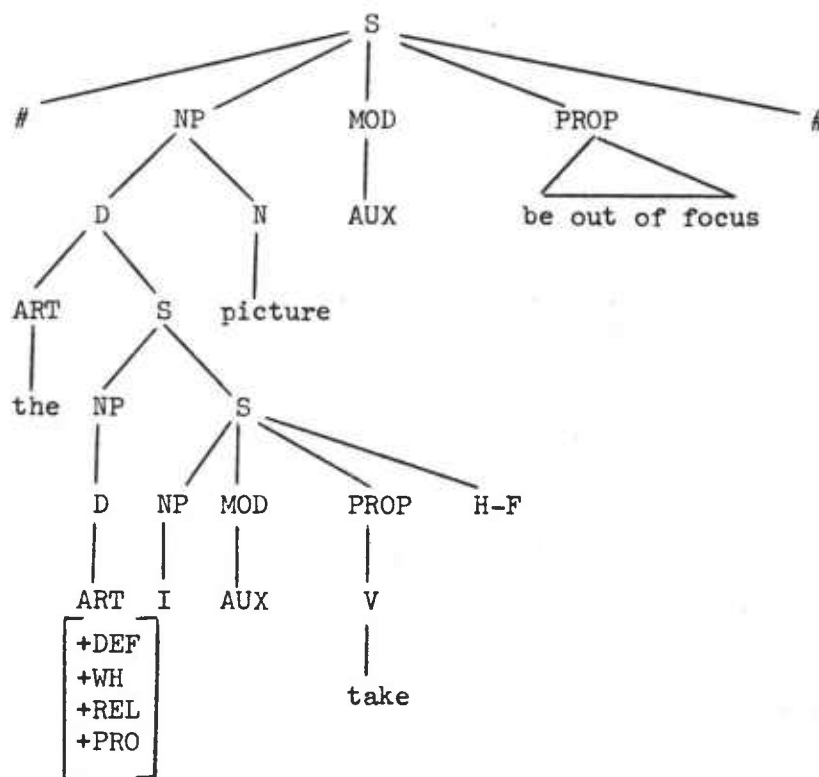 S
# NP MOD PROP #
D N AUX be out of focus
ART S picture
the NP S
D NP MOD PROP H-F
ART I AUX V
+DEF
+WH
+REL
+PRO
take